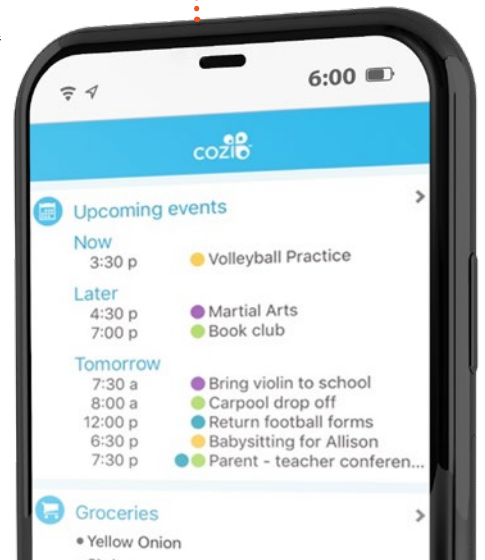 6:00
cozi
Upcoming events
Now
3:30 p Volleyball Practice
Later
4:30 p Martial Arts
7:00 p Book club
Tomorrow
7:30 a Bring violin to school
8:00 a Carpool drop off
12:00 p Return football forms
6:30 p Babysitting for Allison
7:30 p Parent - teacher conferen...
Groceries
• Yellow Onion